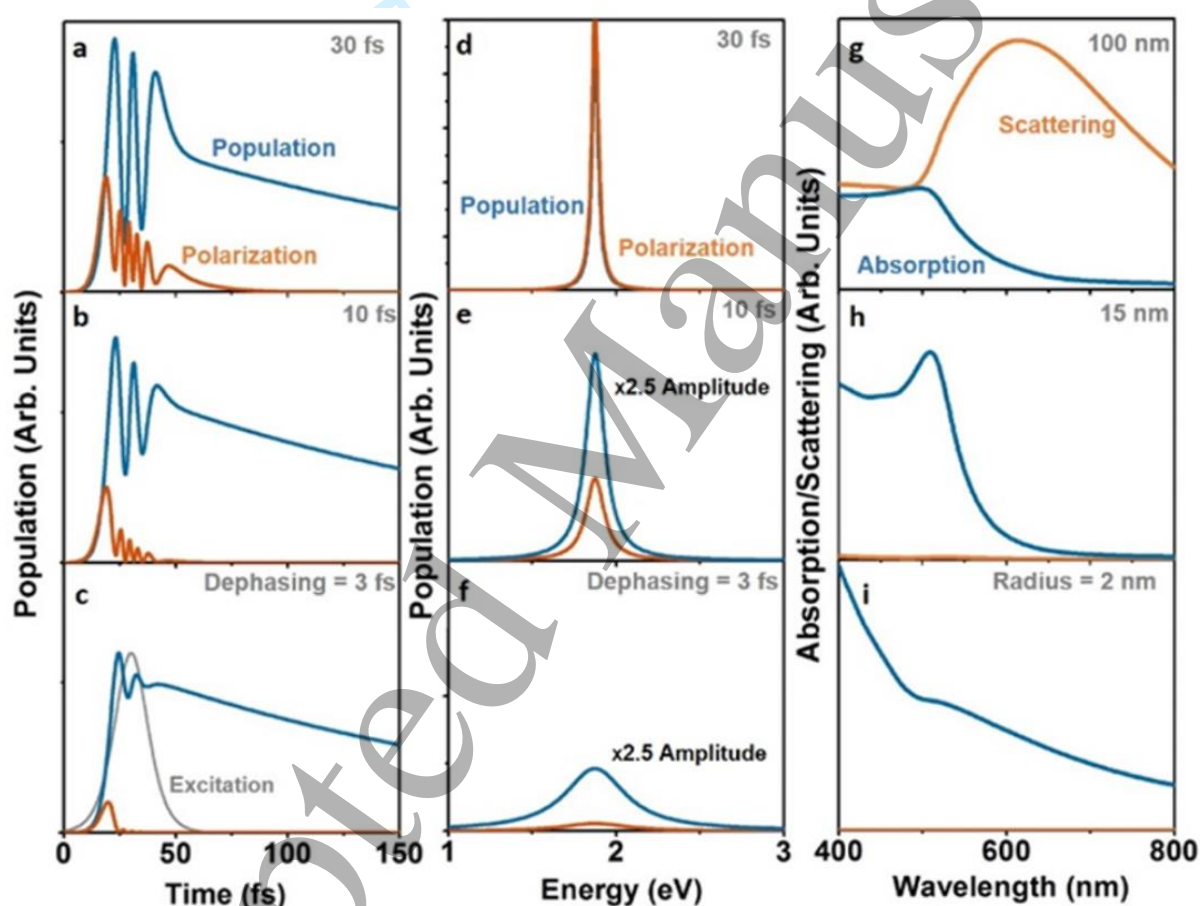 a
30 fs
Population
Polarization
b
10 fs
c
Dephasing = 3 fs
Excitation
0 50 100 150
Time (fs)
Population (Arb. Units)
d
30 fs
Population
Polarization
e
10 fs
x2.5 Amplitude
f
Dephasing = 3 fs
x2.5 Amplitude
1 2 3
Energy (eV)
Population (Arb. Units)
g
100 nm
Scattering
Absorption
h
15 nm
i
Radius = 2 nm
400 600 800
Wavelength (nm)
Absorption/Scattering (Arb. Units)
oted Manus